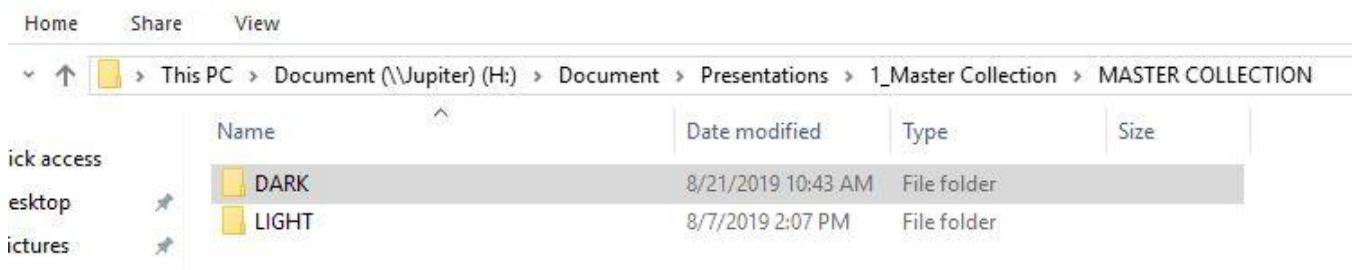 Home Share View
This PC > Document (\\Jupiter) (H:) > Document > Presentations > 1_Master Collection > MASTER COLLECTION
Name Date modified Type Size
ick access
DARK 8/21/2019 10:43 AM File folder
esktop
LIGHT 8/7/2019 2:07 PM File folder
ictures